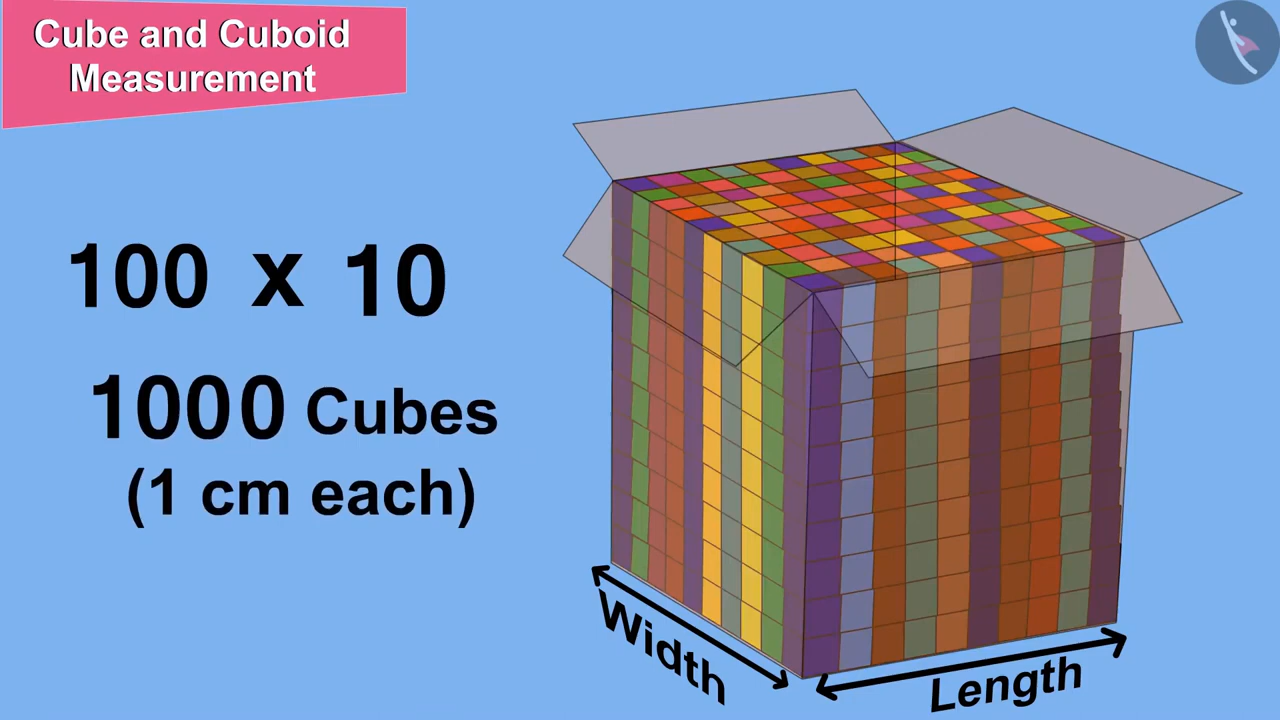 Cube and Cuboid
Measurement
100 x 10
1000 Cubes
(1 cm each)
Width
Length